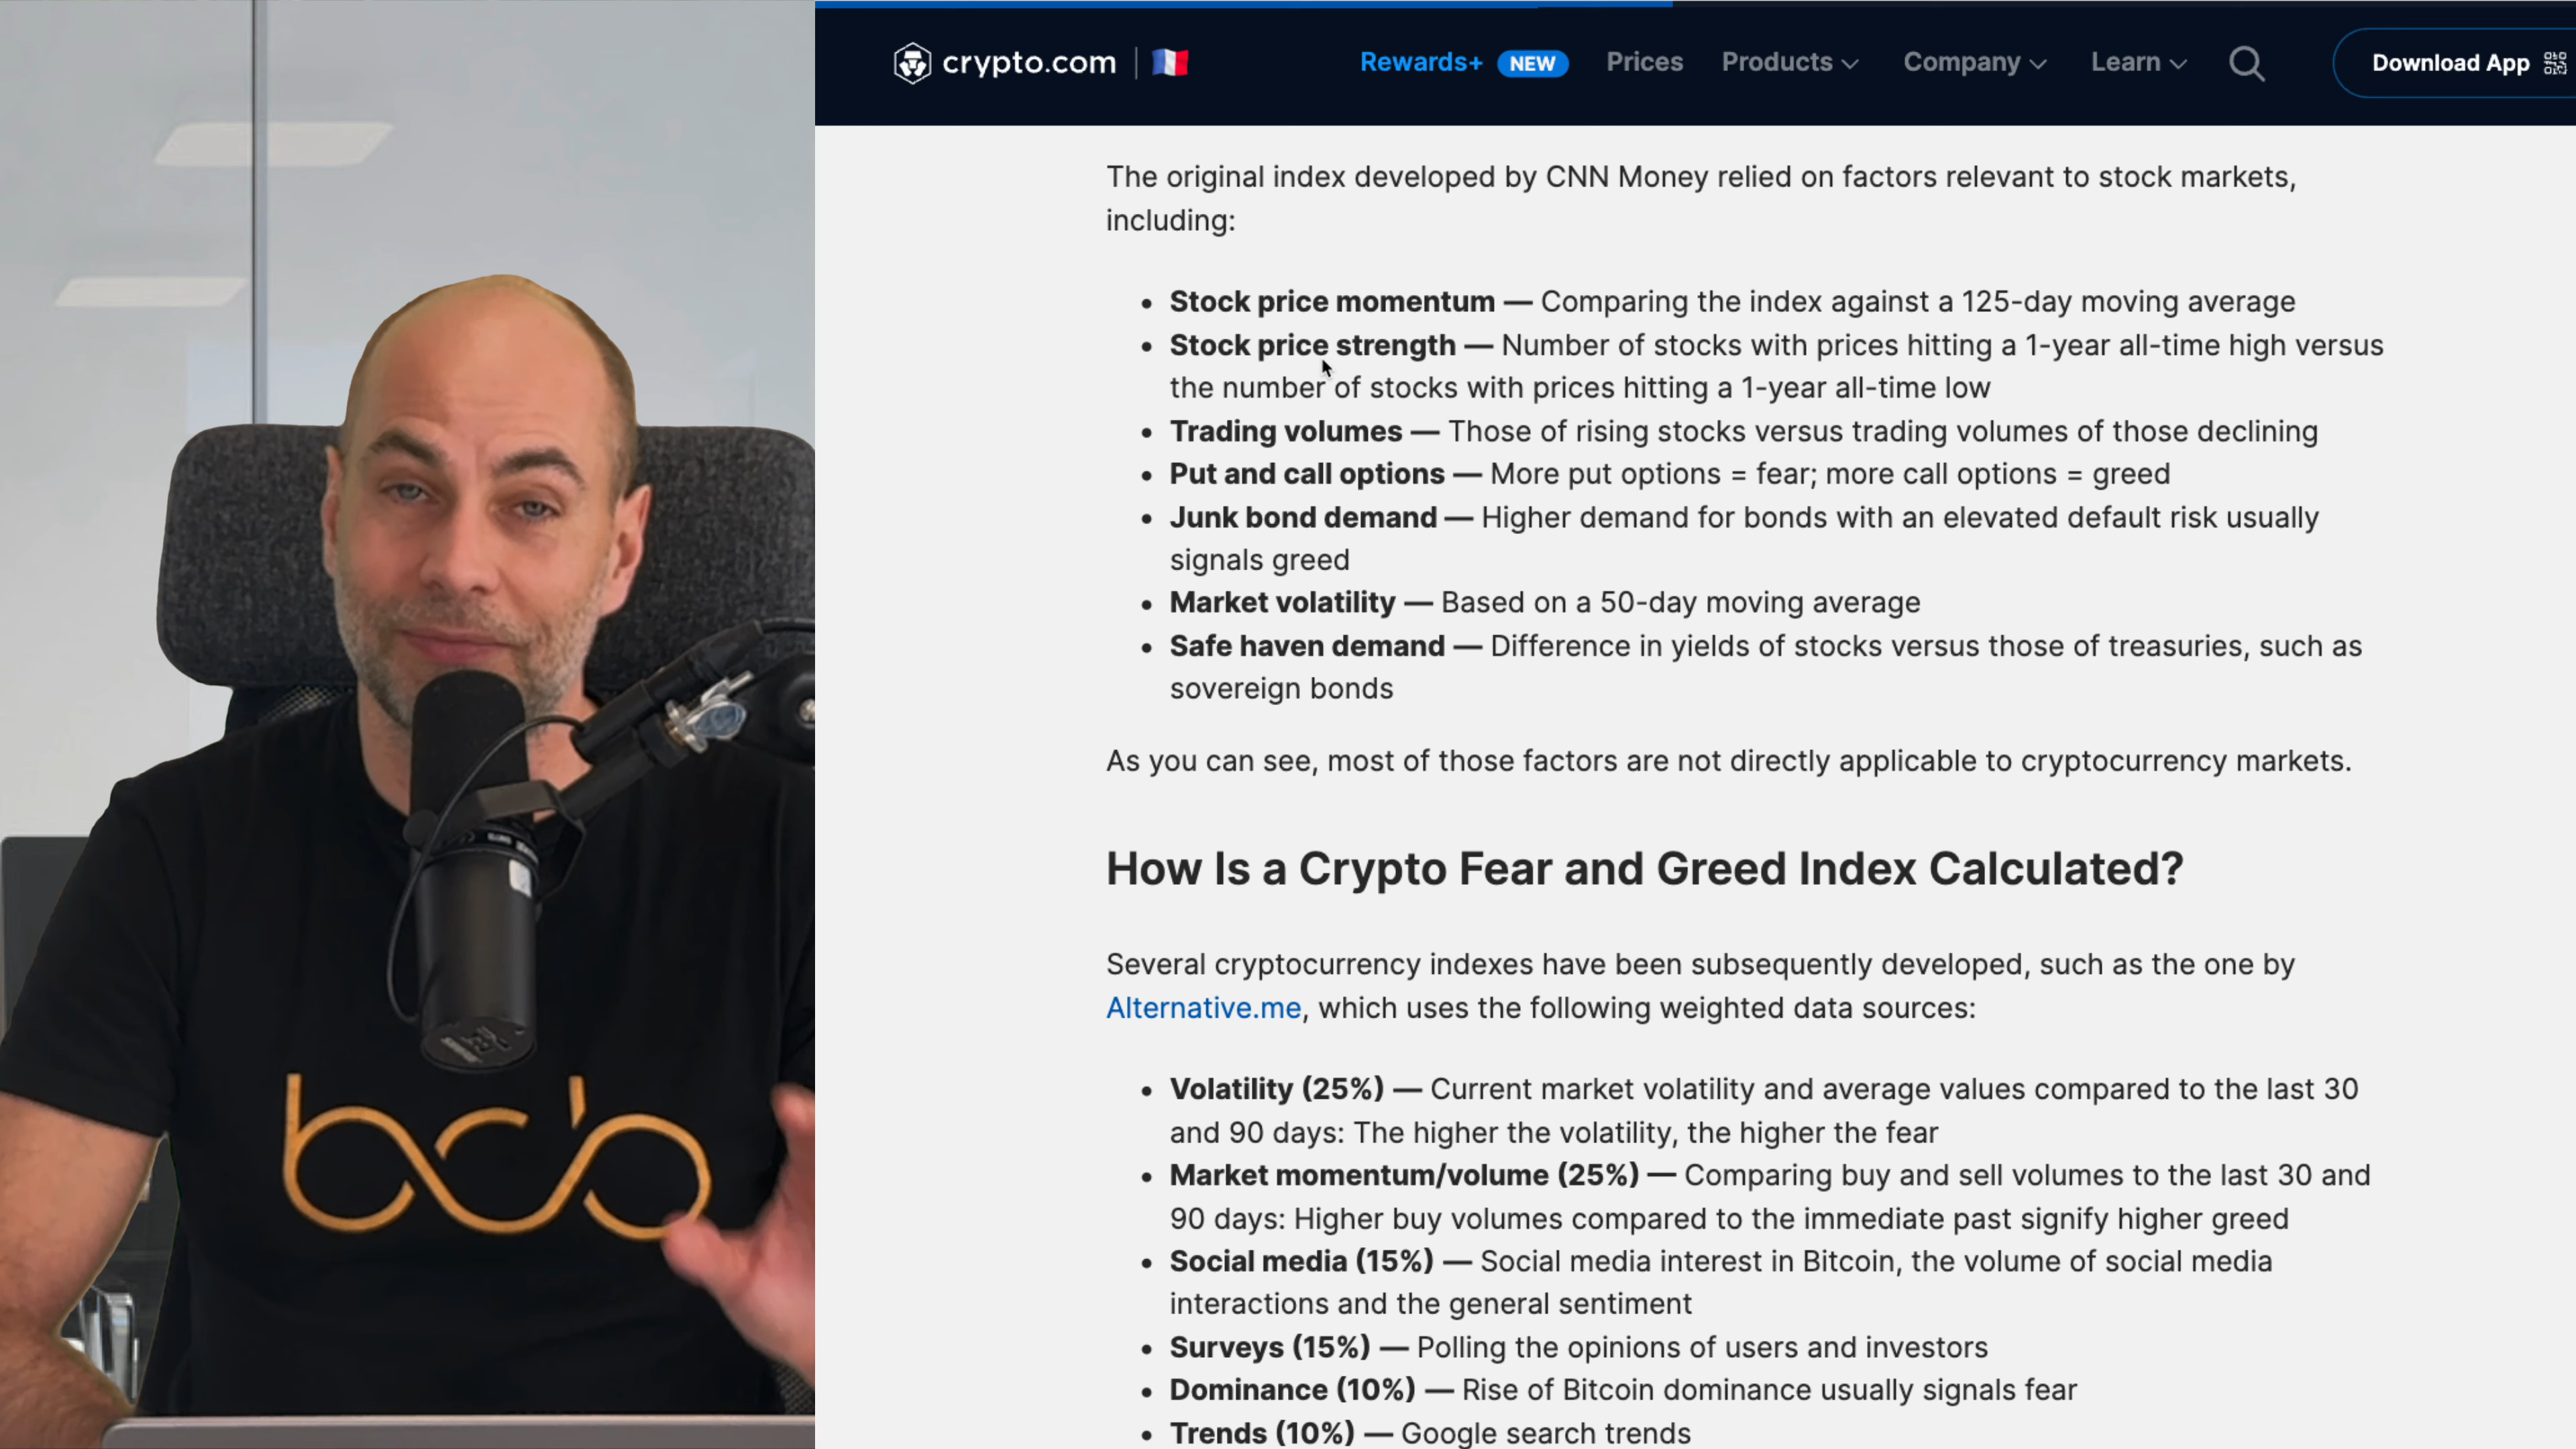 crypto.com
Rewards+ NEW Prices Products Company Learn Download App
The original index developed by CNN Money relied on factors relevant to stock markets,
including:
• Stock price momentum — Comparing the index against a 125-day moving average
• Stock price strength — Number of stocks with prices hitting a 1-year all-time high versus
the number of stocks with prices hitting a 1-year all-time low
• Trading volumes — Those of rising stocks versus trading volumes of those declining
• Put and call options — More put options = fear; more call options = greed
• Junk bond demand — Higher demand for bonds with an elevated default risk usually
signals greed
• Market volatility — Based on a 50-day moving average
• Safe haven demand — Difference in yields of stocks versus those of treasuries, such as
sovereign bonds
As you can see, most of those factors are not directly applicable to cryptocurrency markets.
How Is a Crypto Fear and Greed Index Calculated?
Several cryptocurrency indexes have been subsequently developed, such as the one by
Alternative.me, which uses the following weighted data sources:
• Volatility (25%) — Current market volatility and average values compared to the last 30
and 90 days: The higher the volatility, the higher the fear
• Market momentum/volume (25%) — Comparing buy and sell volumes to the last 30 and
90 days: Higher buy volumes compared to the immediate past signify higher greed
• Social media (15%) — Social media interest in Bitcoin, the volume of social media
interactions and the general sentiment
• Surveys (15%) — Polling the opinions of users and investors
• Dominance (10%) — Rise of Bitcoin dominance usually signals fear
• Trends (10%) — Google search trends
bcb